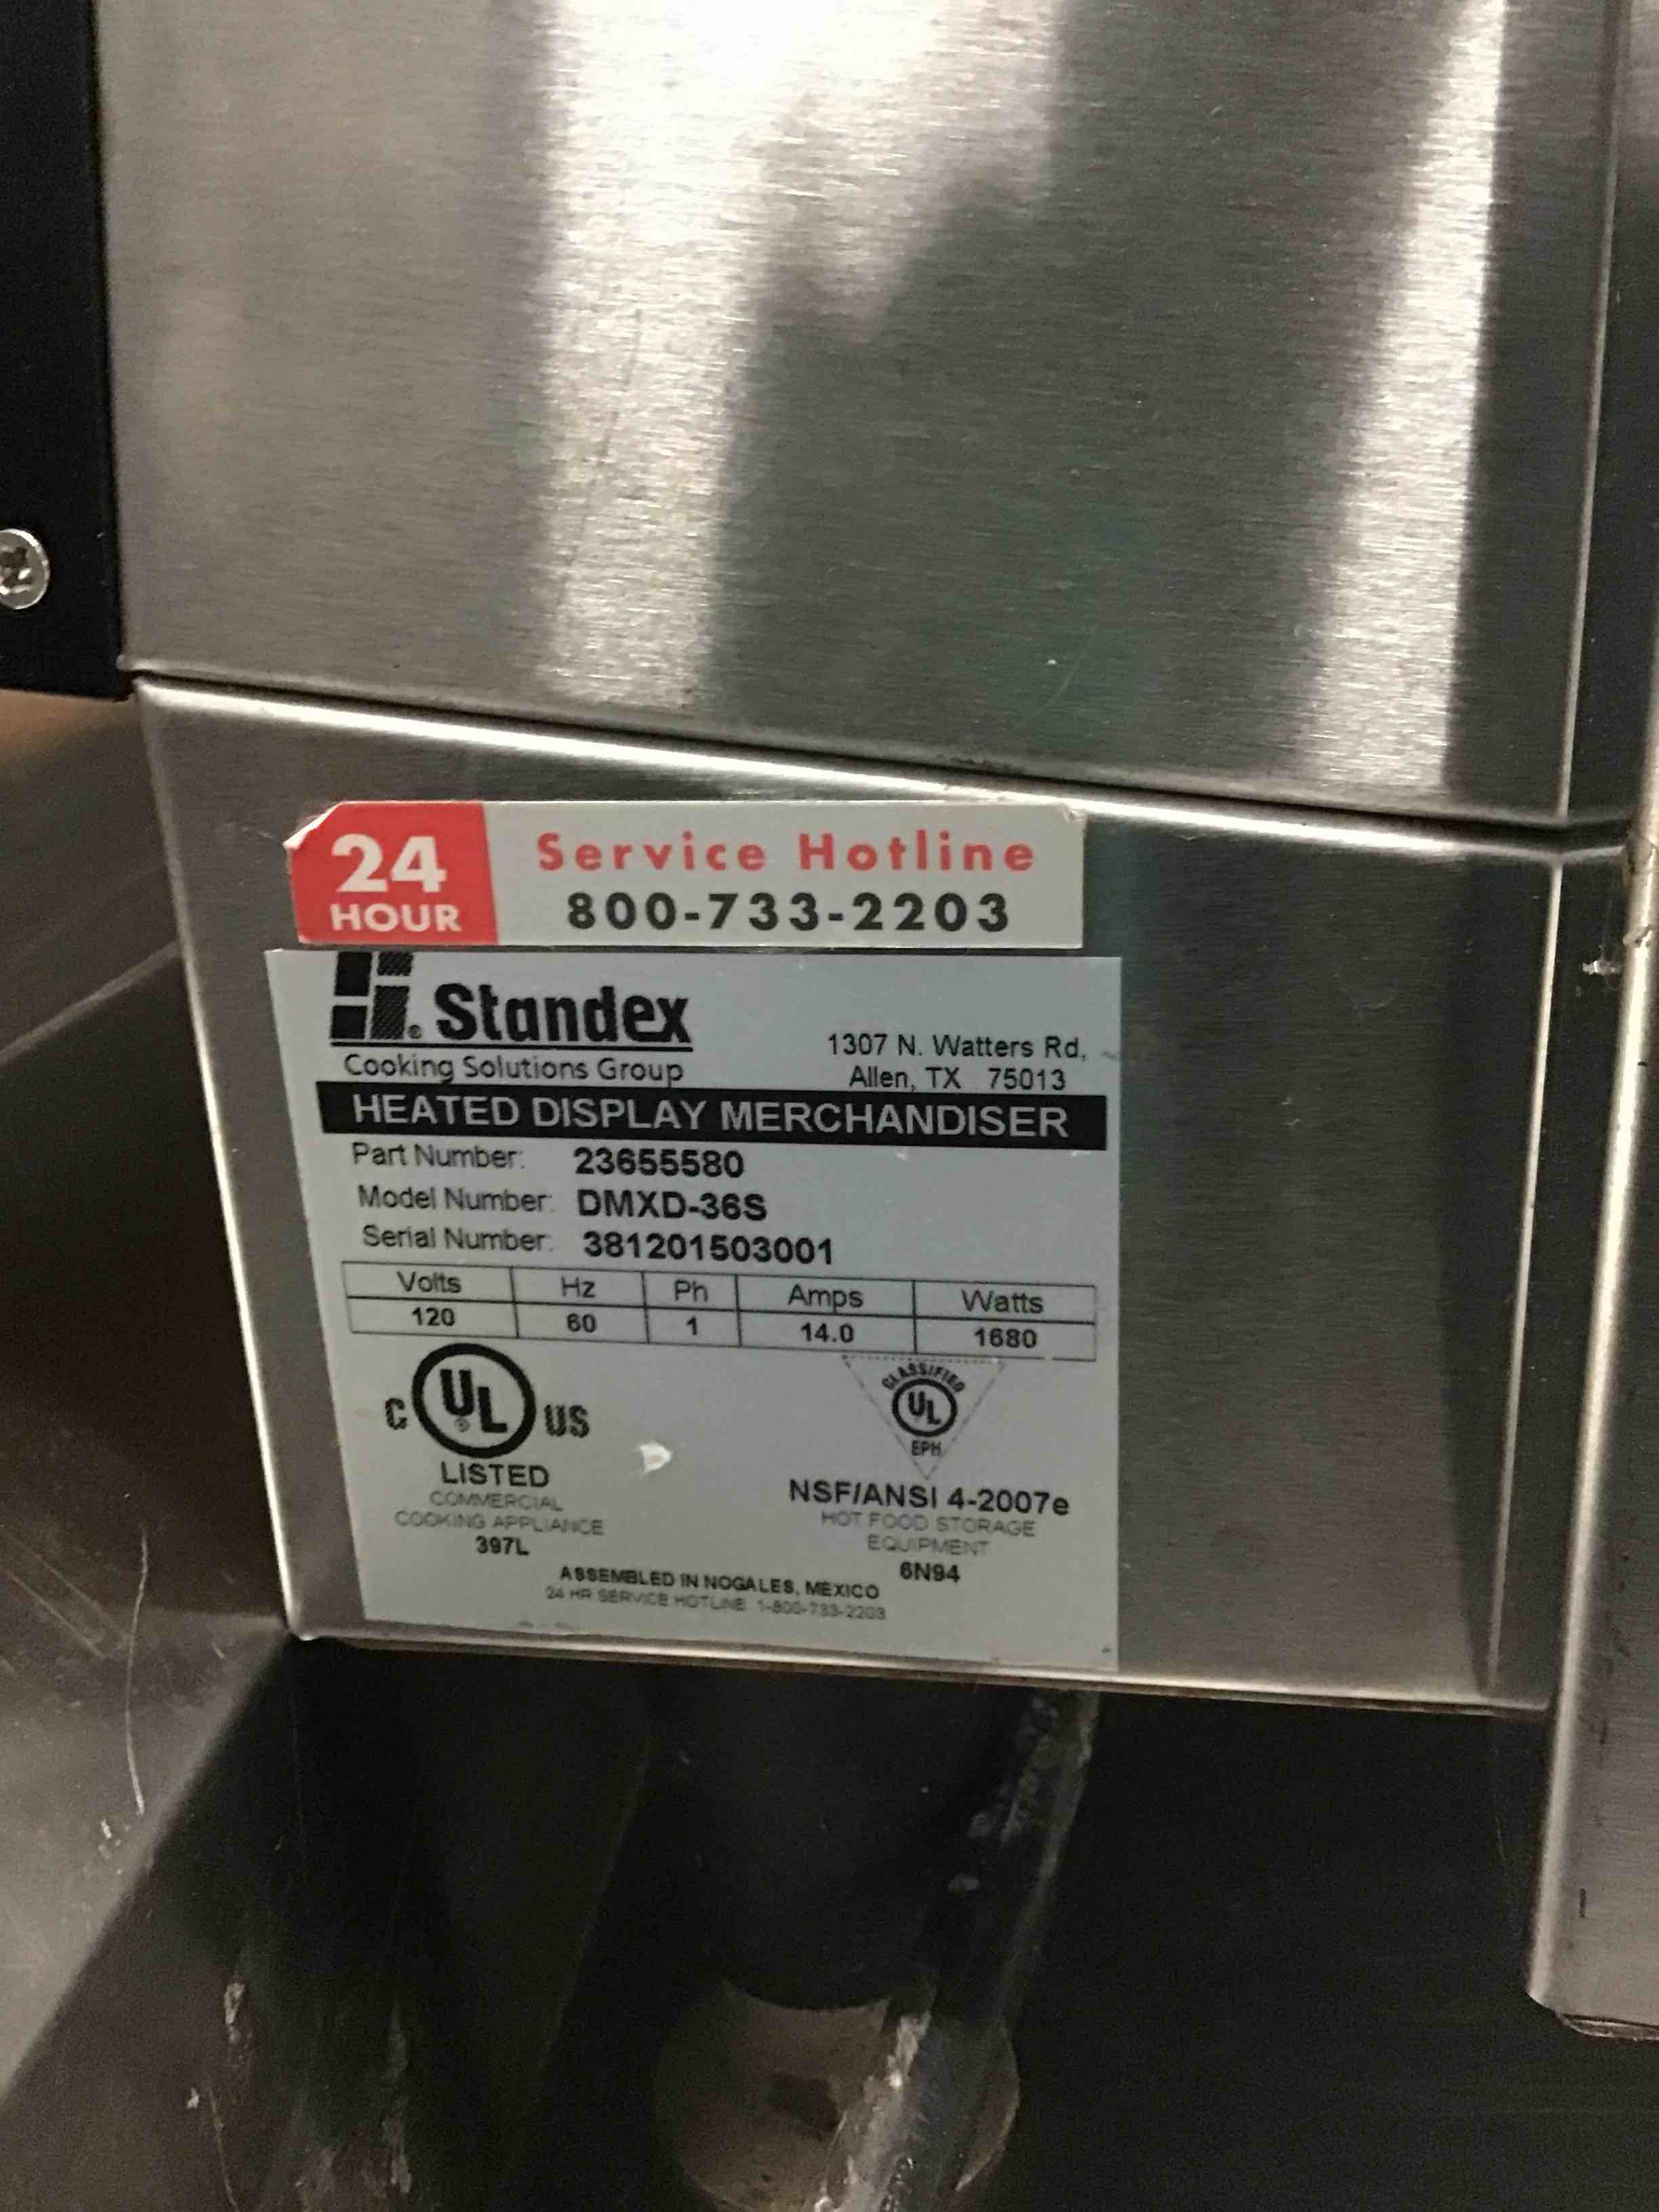 24 HOUR
Service Hotline
800-733-2203
Standex
Cooking Solutions Group
1307 N. Watters Rd,
Allen, TX 75013
HEATED DISPLAY MERCHANDISER
Part Number: 23655580
Model Number: DMXD-36S
Serial Number: 381201503001
Volts Hz Ph Amps Watts
120 60 1 14.0 1680
C UL ® US
LISTED
COMMERCIAL
COOKING APPLIANCE
397L
CLASSIFIED
UL
EPH
NSF/ANSI 4-2007e
HOT FOOD STORAGE
EQUIPMENT
6N94
ASSEMBLED IN NOGALES, MEXICO
24 HR SERVICE HOTLINE 1-800-733-2203